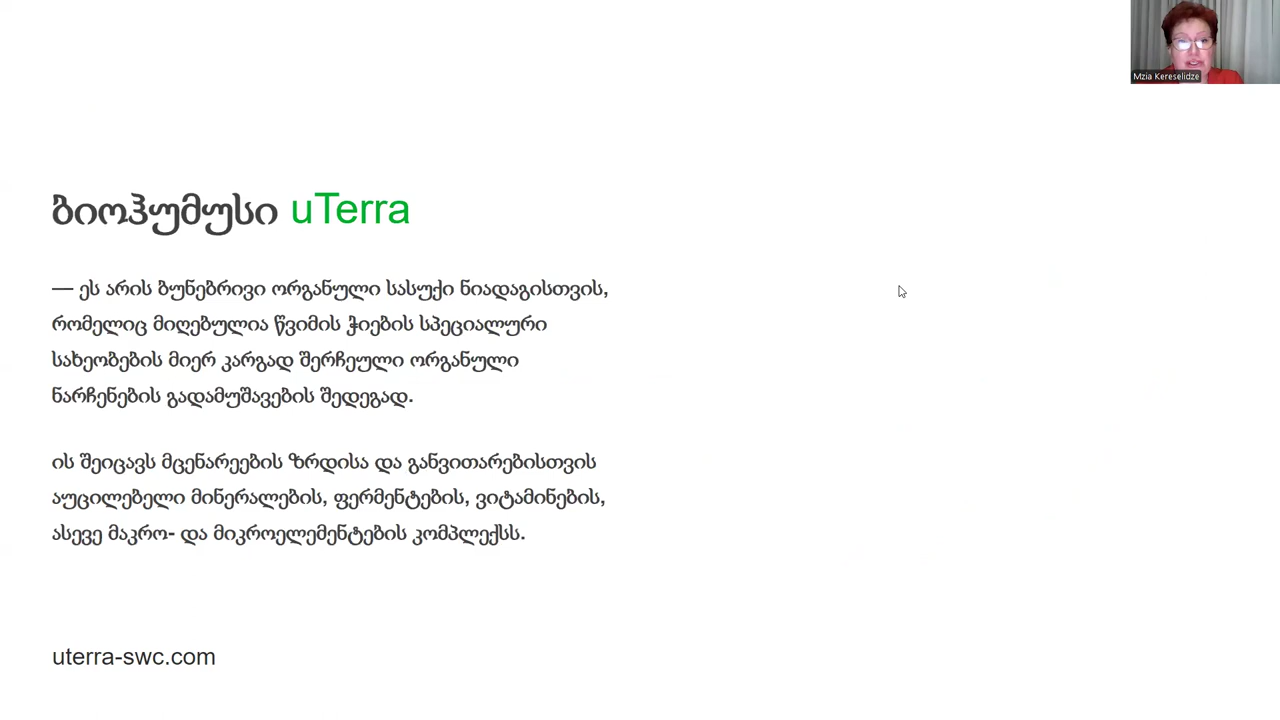 Mzia Kereselidze
ბიოჰუმუსი uTerra
— ეს არის ბუნებრივი ორგანული სასუქი ნიადაგისთვის,
რომელიც მიღებულია წვიმის ჭიების სპეციალური
სახეობების მიერ კარგად შერჩეული ორგანული
ნარჩენების გადამუშავების შედეგად.
ის შეიცავს მცენარეების ზრდისა და განვითარებისთვის
აუცილებელი მინერალების, ფერმენტების, ვიტამინების,
ასევე მაკრო- და მიკროელემენტების კომპლექსს.
uterra-swc.com